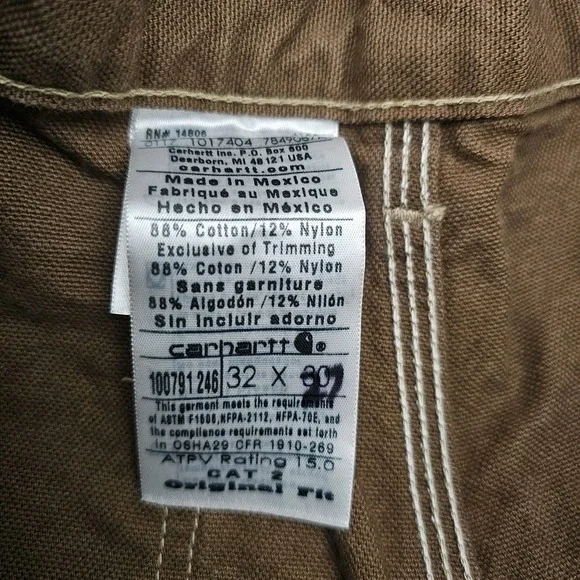 RN# 14806
1017404
Carhartt Inc. P.O. Box 600
Dearborn, MI 48121 USA
carhartt.com
Made in Mexico
Fabriqué au Mexique
Hecho en México
88% Cotton/12% Nylon
Exclusive of Trimming
88% Coton /12% Nylon
Sans garniture
88% Algodón /12% Nilón
Sin incluir adorno
carhartt
100791 246 32 X 30 27
This garment meets the requirements
of ASTM F1506,NFPA-2112, NFPA-70E, and
the compliance requirements set forth
in OSHA29 CFR 1910-269
ATPV Rating 15.0
CAT 2
Original Fit